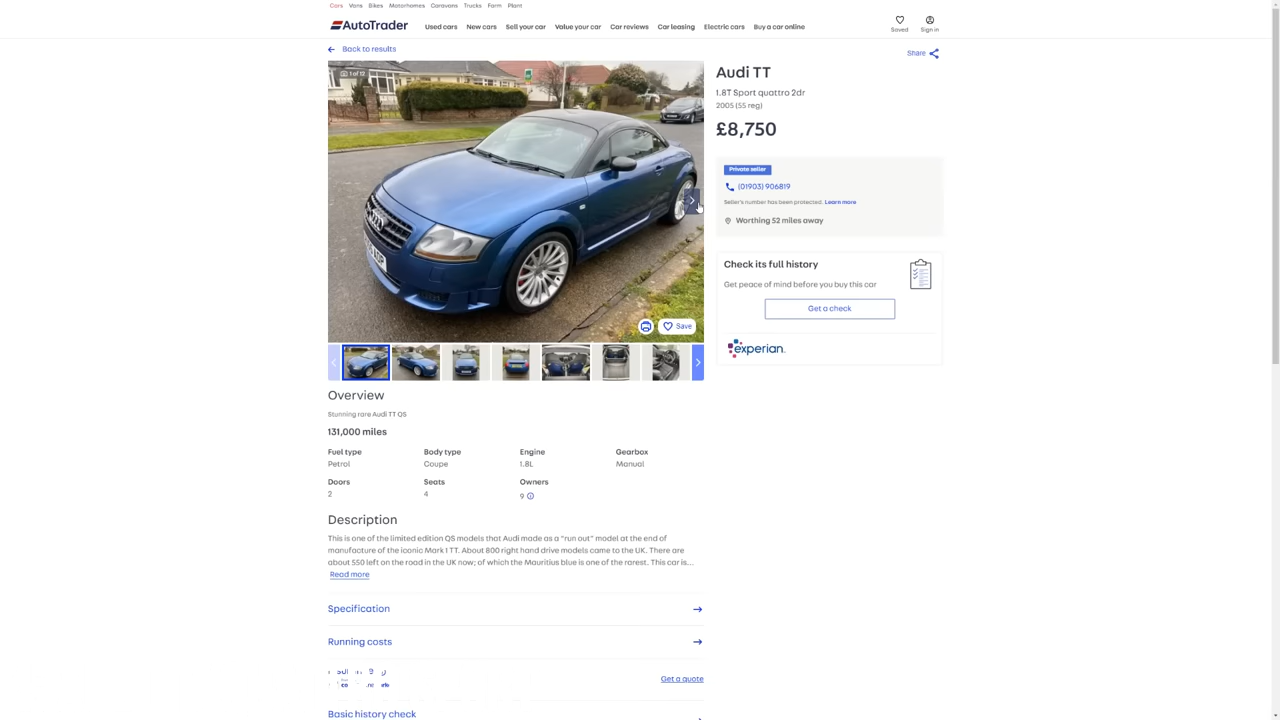 Cars Vans Bikes Motorhomes Caravans Trucks Farm Plant
AutoTrader
Used cars New cars Sell your car Value your car Car reviews Car leasing Electric cars Buy a car online
Saved Sign in
Back to results
Share
1 of 12
Save
Audi TT
1.8T Sport quattro 2dr
2005 (55 reg)
£8,750
Private seller
(01903) 906819
Seller's number has been protected. Learn more
Worthing 52 miles away
Check its full history
Get peace of mind before you buy this car
Get a check
experian.
Overview
Stunning rare Audi TT QS
131,000 miles
Fuel type Body type Engine Gearbox
Petrol Coupe 1.8L Manual
Doors Seats Owners
2 4 9
Description
This is one of the limited edition QS models that Audi made as a "run out" model at the end of
manufacture of the iconic Mark 1 TT. About 800 right hand drive models came to the UK. There are
about 550 left on the road in the UK now; of which the Mauritius blue is one of the rarest. This car is...
Read more
Specification
Running costs
Get a quote
Basic history check